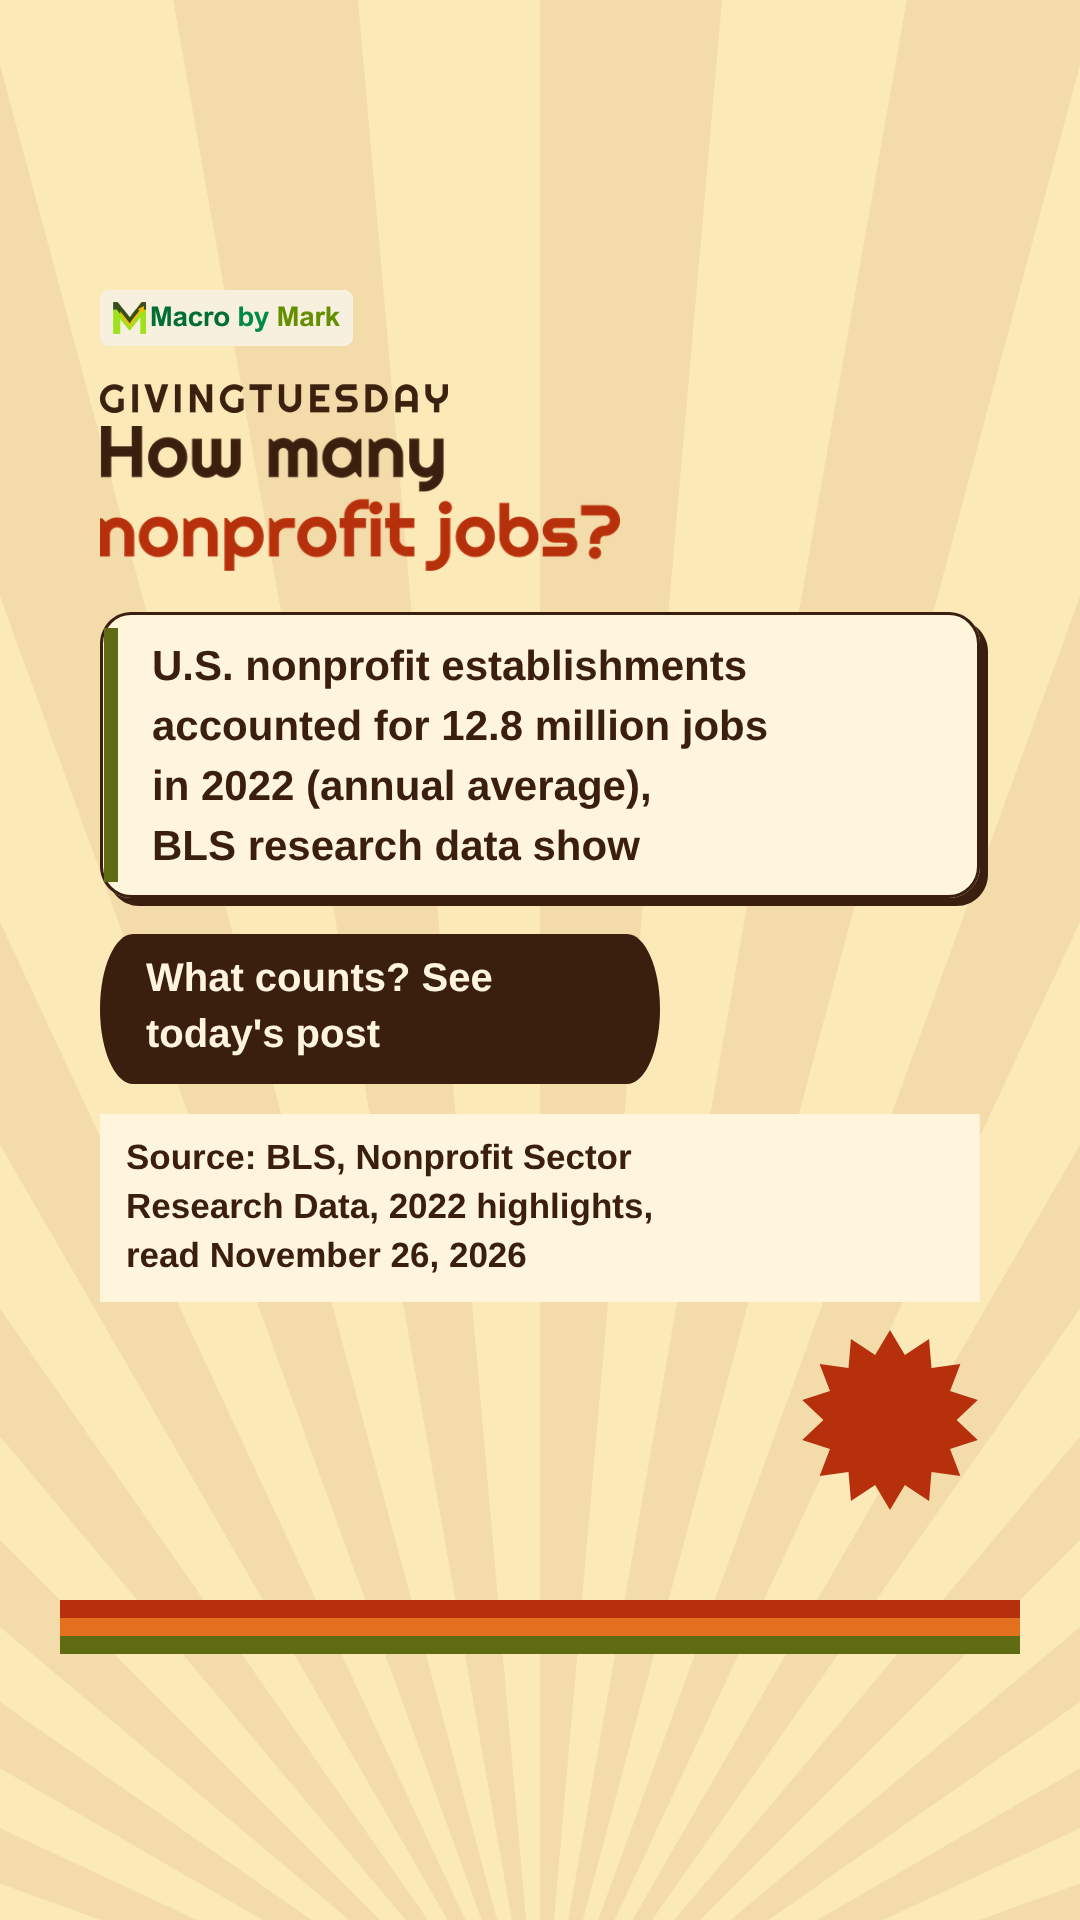 Macro by Mark
GIVINGTUESDAY
How many
nonprofit jobs?
U.S. nonprofit establishments
accounted for 12.8 million jobs
in 2022 (annual average),
BLS research data show
What counts? See
today's post
Source: BLS, Nonprofit Sector
Research Data, 2022 highlights,
read November 26, 2026